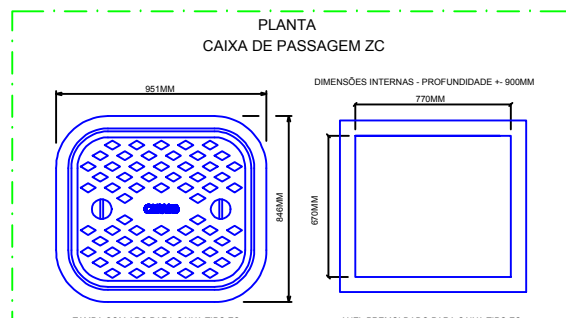 PLANTA
CAIXA DE PASSAGEM ZC
DIMENSÕES INTERNAS - PROFUNDIDADE +- 900MM
951MM
770MM
846MM
670MM